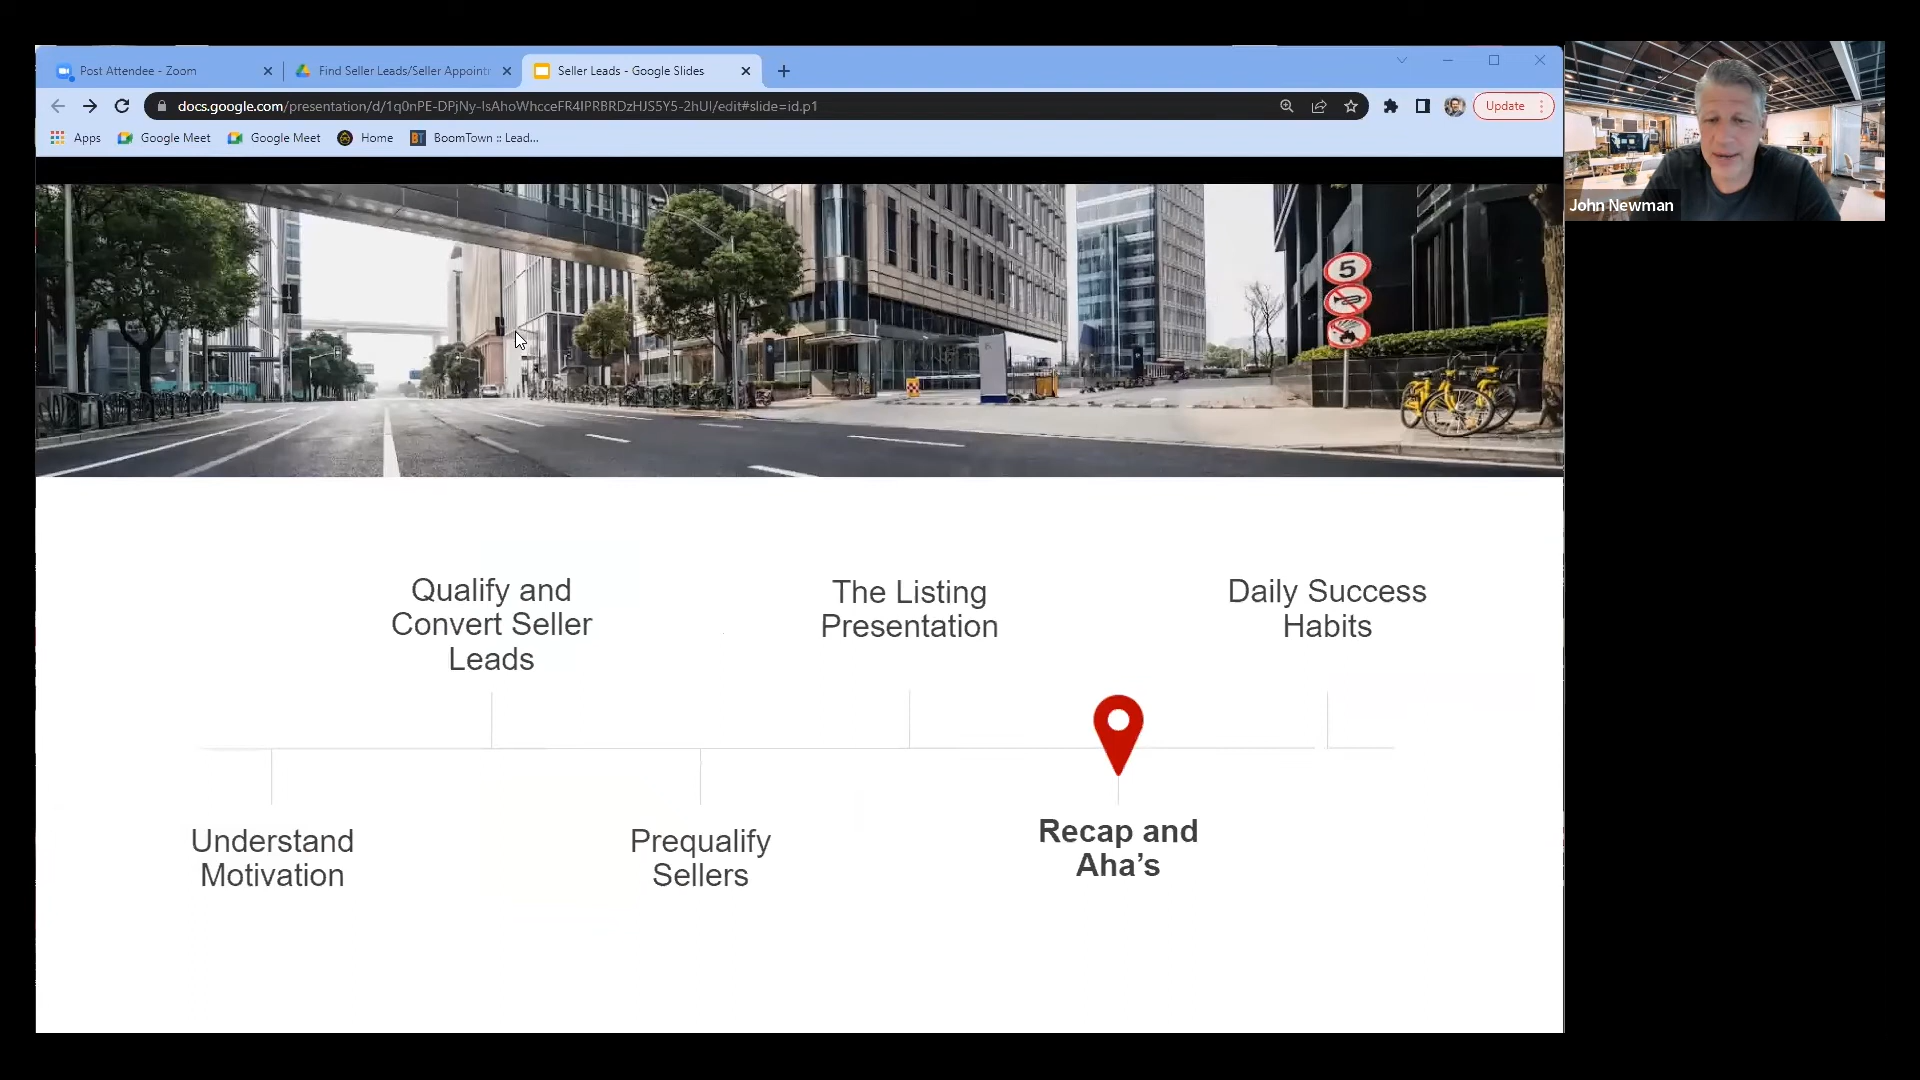 Post Attendee - Zoom
Find Seller Leads/Seller Appoint
Seller Leads - Google Slides
docs.google.com/presentation/d/1q0nPE-DPjNy-IsAhoWhcceFR4IPRBRDzHJS5Y5-2hUI/edit#slide=id.p1
Update
Apps
Google Meet
Google Meet
Home
BT
BoomTown :: Lead...
John Newman
5
Qualify and
Convert Seller
Leads
The Listing
Presentation
Daily Success
Habits
Understand
Motivation
Prequalify
Sellers
Recap and
Aha’s